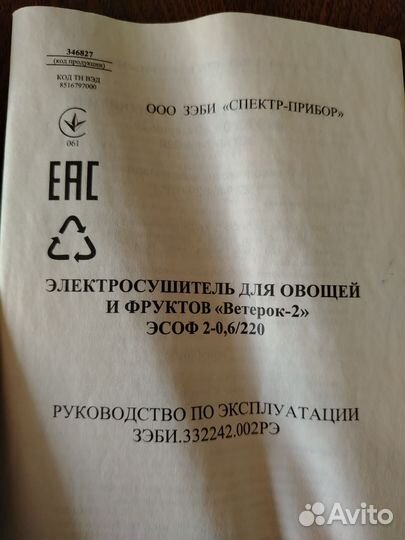 346827
(код продукции)
КОД ТН ВЭД
8516797000
ООО ЗЭБИ «СПЕКТР-ПРИБОР»
061
ЕАС
ЭЛЕКТРОСУШИТЕЛЬ ДЛЯ ОВОЩЕЙ
И ФРУКТОВ «Ветерок-2»
ЭСОФ 2-0,6/220
РУКОВОДСТВО ПО ЭКСПЛУАТАЦИИ
ЗЭБИ.332242.002РЭ
Avito